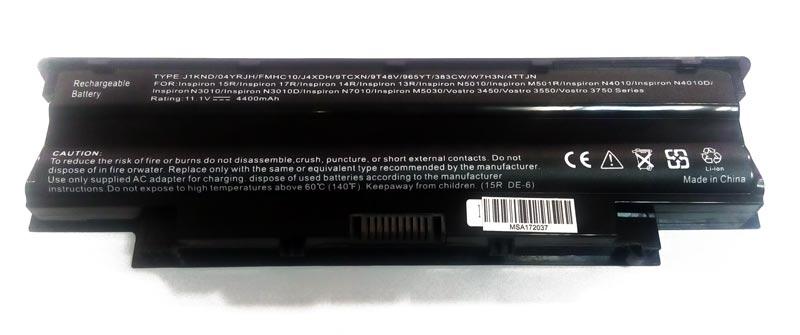 Rechargeable
Battery
TYPE J1KND/04YRJH/FMHC10/J4XDH/9TCXN/9T48V/965YT/383CW/W7H3N/4TTJN
FOR:Inspiron 15R/Inspiron 17R/Inspiron 14R/Inspiron 13R/Inspiron N5010/Inspiron M501R/Inspiron N4010/Inspiron N4010D/
Inspiron N3010/Inspiron N3010D/Inspiron N7010/Inspiron M5030/Vostro 3450/Vostro 3550/Vostro 3750 Series
Rating: 11.1V 4400mAh
CAUTION:
To reduce the risk of fire or burns.do not disassemble,crush, puncture, or short external contacts. Do not
dispose of in fire or water. Replace only with the same or equivalent type recommended by the manufacturer.
Use only supplied AC adapter for charging. dispose of used batteries according to the manufacturer
instructions.Do not expose to high temperatures above 60℃ (140℉). Keepaway from children. (15R DE-6)
CE
Li-ion
Made in China
MSA172037